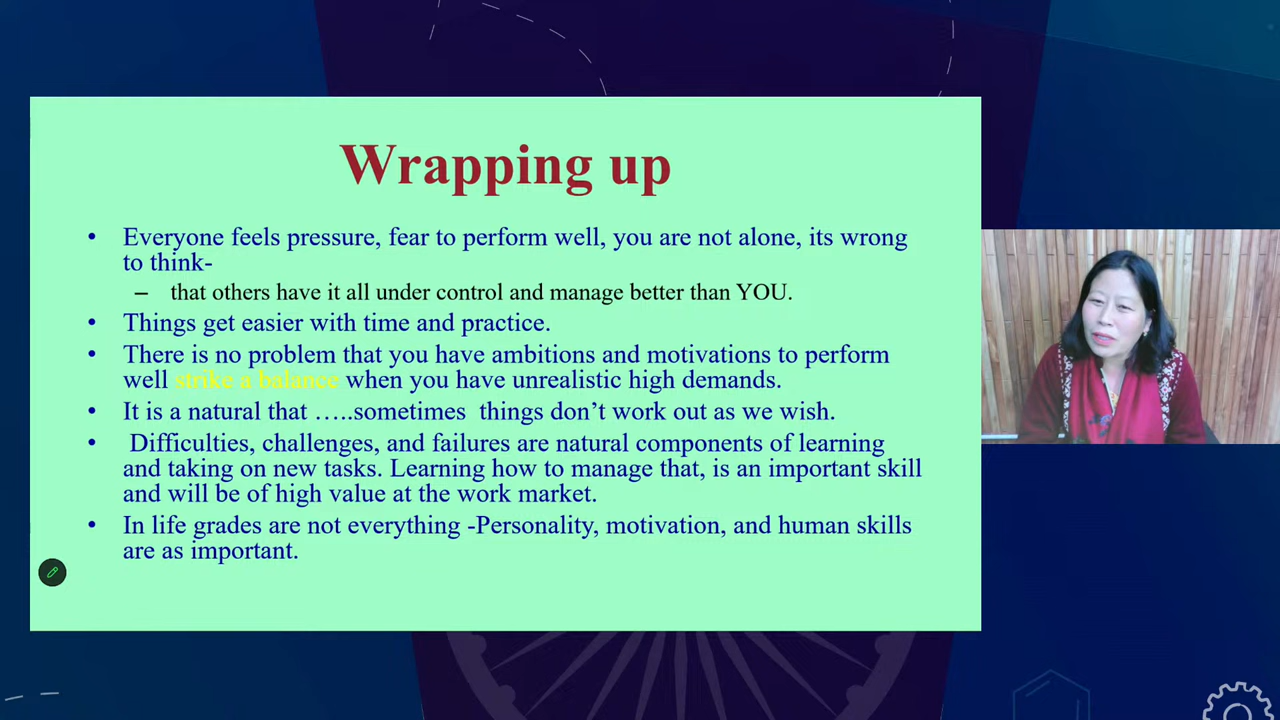 Wrapping up
• Everyone feels pressure, fear to perform well, you are not alone, its wrong
to think-
– that others have it all under control and manage better than YOU.
• Things get easier with time and practice.
• There is no problem that you have ambitions and motivations to perform
well strike a balance when you have unrealistic high demands.
• It is a natural that …..sometimes things don’t work out as we wish.
• Difficulties, challenges, and failures are natural components of learning
and taking on new tasks. Learning how to manage that, is an important skill
and will be of high value at the work market.
• In life grades are not everything -Personality, motivation, and human skills
are as important.